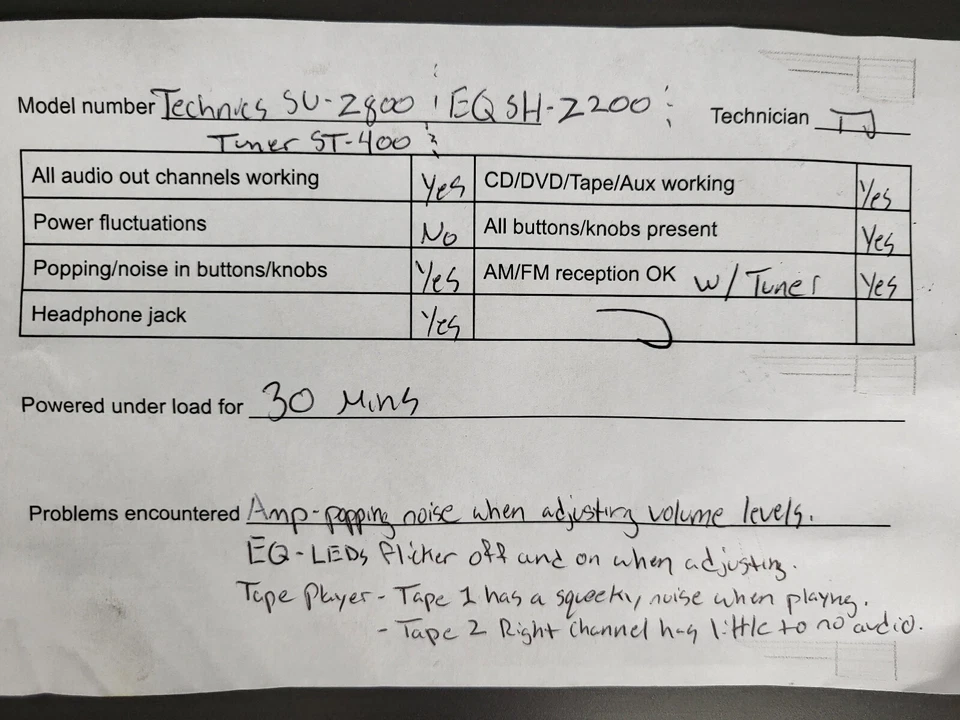 Model number Technics SU-Z800 ; EQ SH-Z200 ; Technician TJ
Tuner ST-400 ;
All audio out channels working Yes CD/DVD/Tape/Aux working Yes
Power fluctuations No All buttons/knobs present Yes
Popping/noise in buttons/knobs Yes AM/FM reception OK w/ Tuner Yes
Headphone jack Yes
Powered under load for 30 Mins
Problems encountered Amp-popping noise when adjusting volume levels.
EQ-LEDs flicker off and on when adjusting.
Tape Player - Tape 1 has a squeeky noise when playng.
- Tape 2 Right Channel has little to no audio.